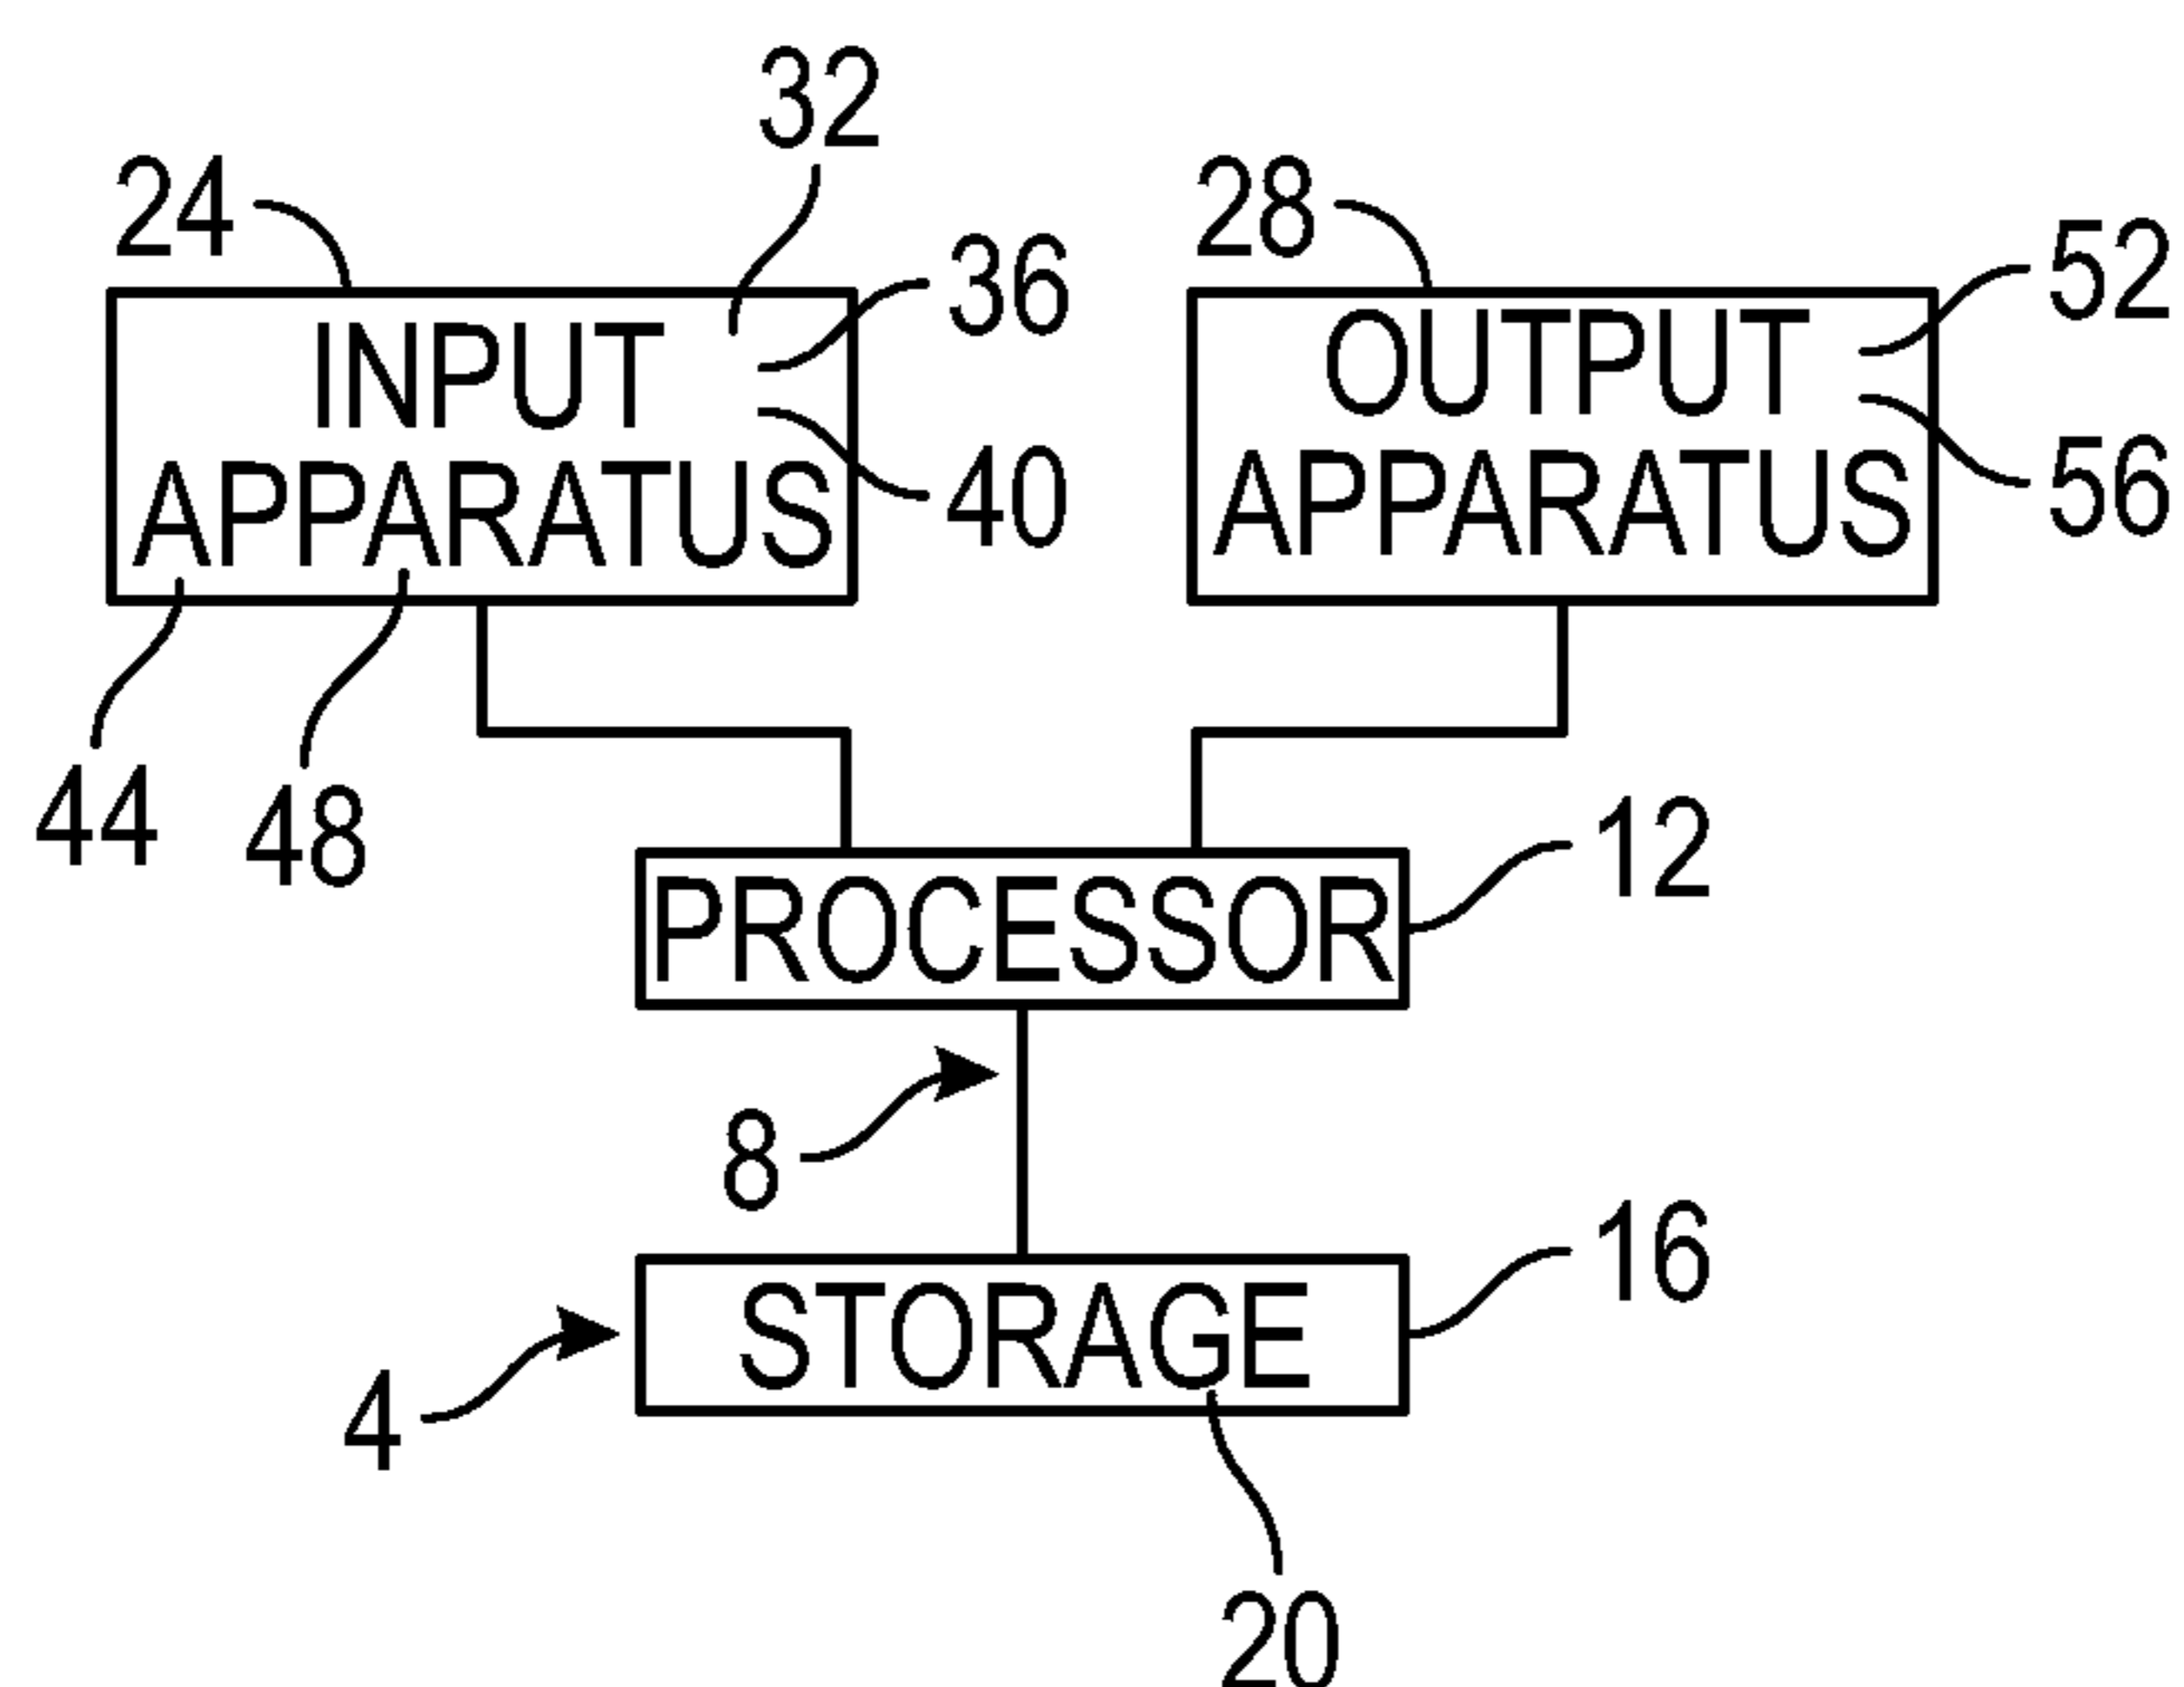 32
24
28
36
52
INPUT
APPARATUS
OUTPUT
APPARATUS
40
56
44
48
12
PROCESSOR
8
16
STORAGE
4
20